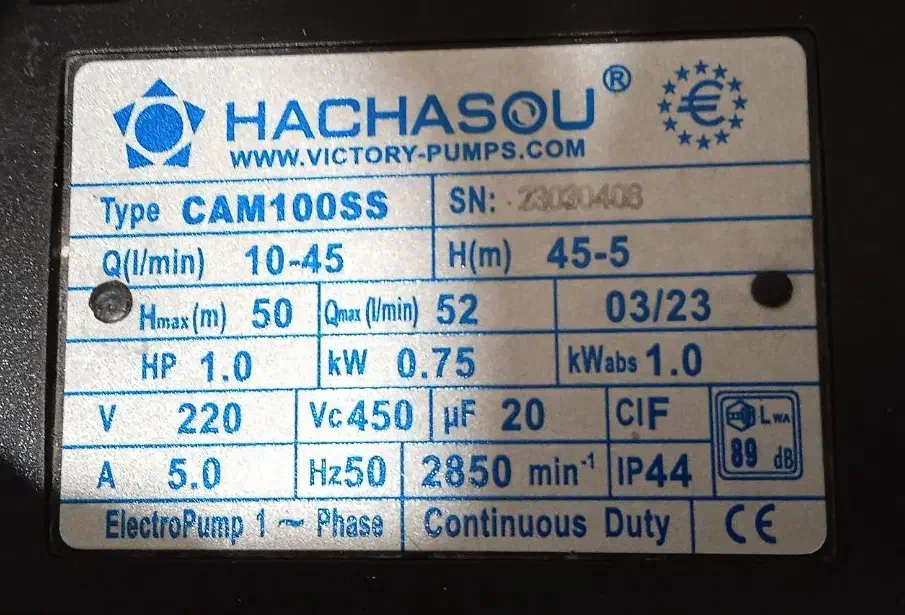 HACHASOU®
WWW.VICTORY-PUMPS.COM
Type CAM100SS SN: 23030408
Q(l/min) 10-45 H(m) 45-5
Hmax(m) 50 Qmax(l/min) 52 03/23
HP 1.0 kW 0.75 kWabs 1.0
V 220 Vc450 µF 20 ClF LWA
A 5.0 Hz50 2850 min-1 IP44 89 dB
ElectroPump 1 ~ Phase Continuous Duty CE